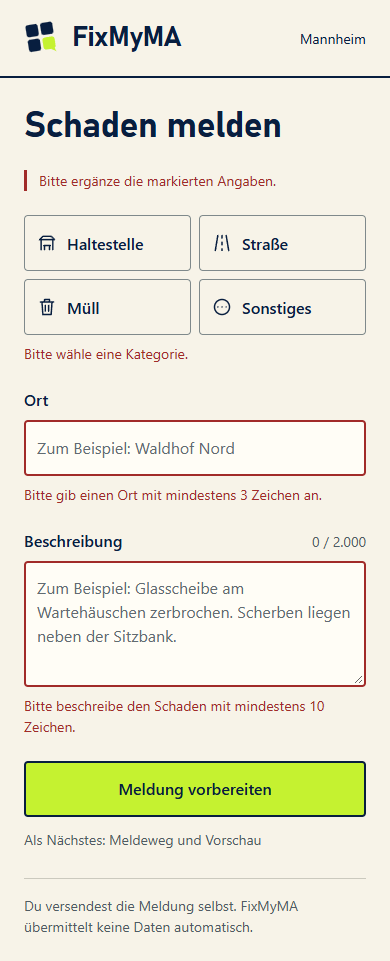 FixMyMA
Mannheim
Schaden melden
Bitte ergänze die markierten Angaben.
Haltestelle
Straße
Müll
Sonstiges
Bitte wähle eine Kategorie.
Ort
Zum Beispiel: Waldhof Nord
Bitte gib einen Ort mit mindestens 3 Zeichen an.
Beschreibung
0 / 2.000
Zum Beispiel: Glasscheibe am
Wartehäuschen zerbrochen. Scherben liegen
neben der Sitzbank.
Bitte beschreibe den Schaden mit mindestens 10
Zeichen.
Meldung vorbereiten
Als Nächstes: Meldeweg und Vorschau
Du versendest die Meldung selbst. FixMyMA
übermittelt keine Daten automatisch.